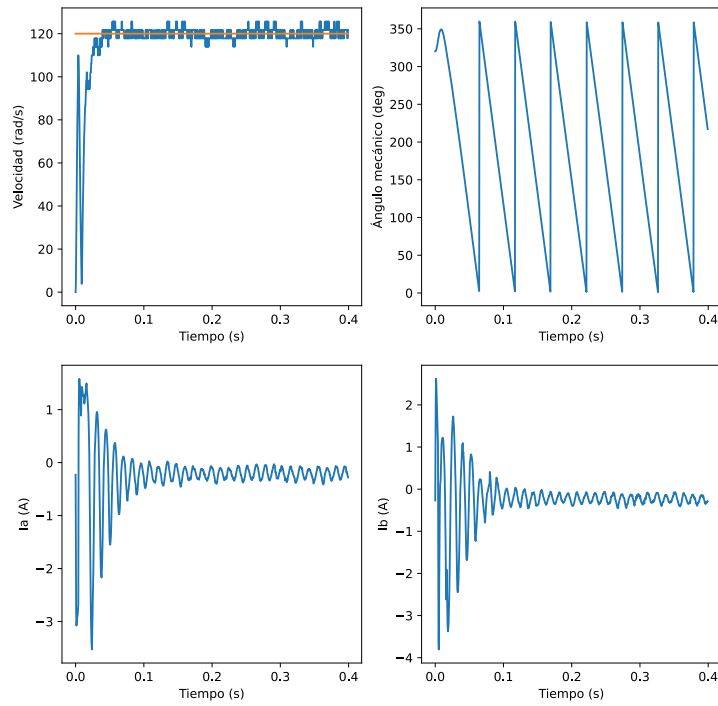 120
100
80
60
40
20
0
Velocidad (rad/s)
0.0 0.1 0.2 0.3 0.4
Tiempo (s)
350
300
250
200
150
100
50
0
Ángulo mecánico (deg)
0.0 0.1 0.2 0.3 0.4
Tiempo (s)
1
0
−1
−2
−3
Ia (A)
0.0 0.1 0.2 0.3 0.4
Tiempo (s)
2
1
0
−1
−2
−3
−4
Ib (A)
0.0 0.1 0.2 0.3 0.4
Tiempo (s)